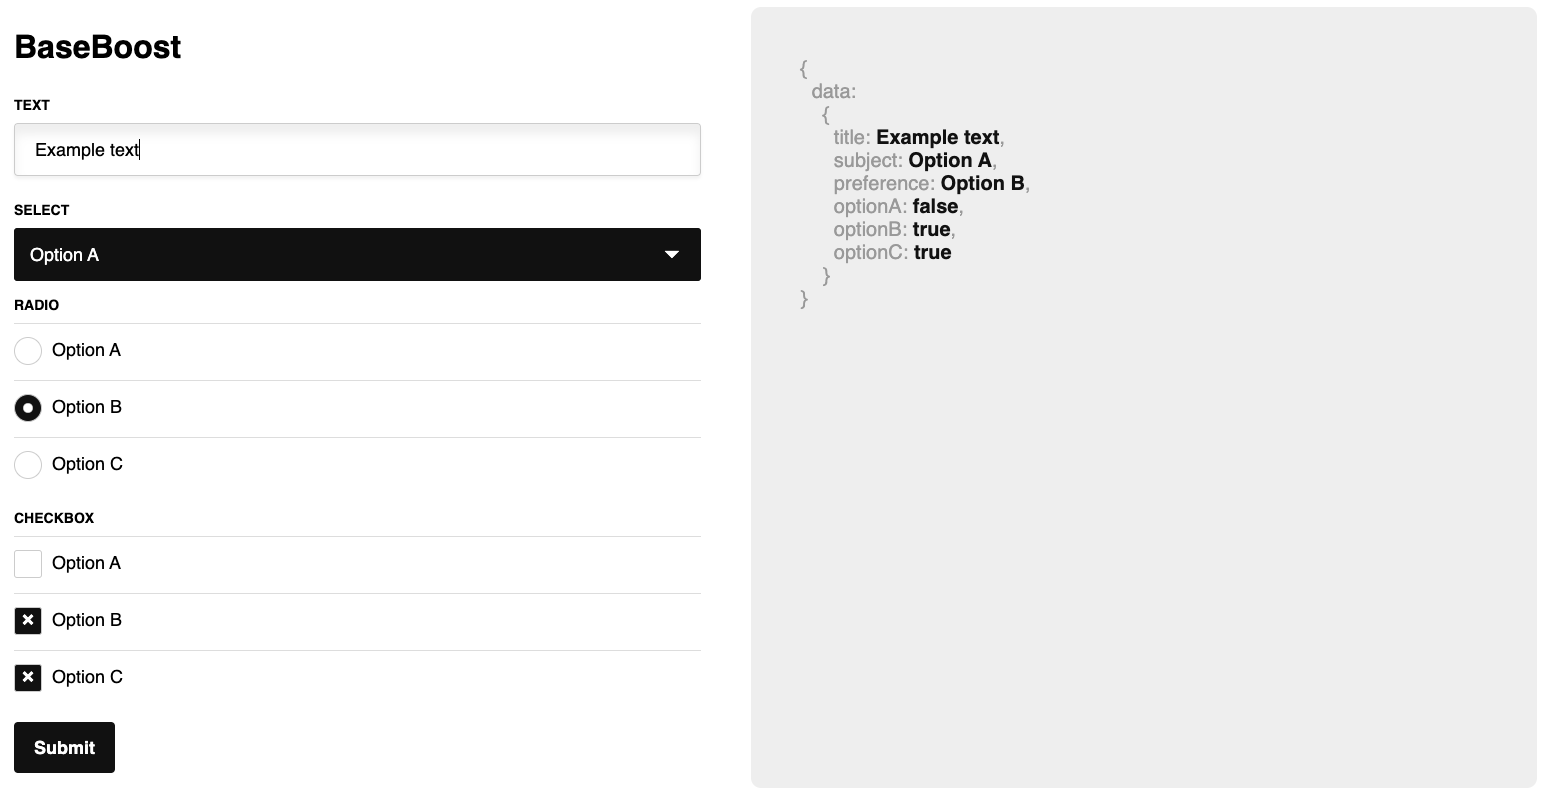 BaseBoost
TEXT
Example text
SELECT
Option A
RADIO
Option A
Option B
Option C
CHECKBOX
Option A
Option B
Option C
Submit
{
data:
{
title: Example text,
subject: Option A,
preference: Option B,
optionA: false,
optionB: true,
optionC: true
}
}